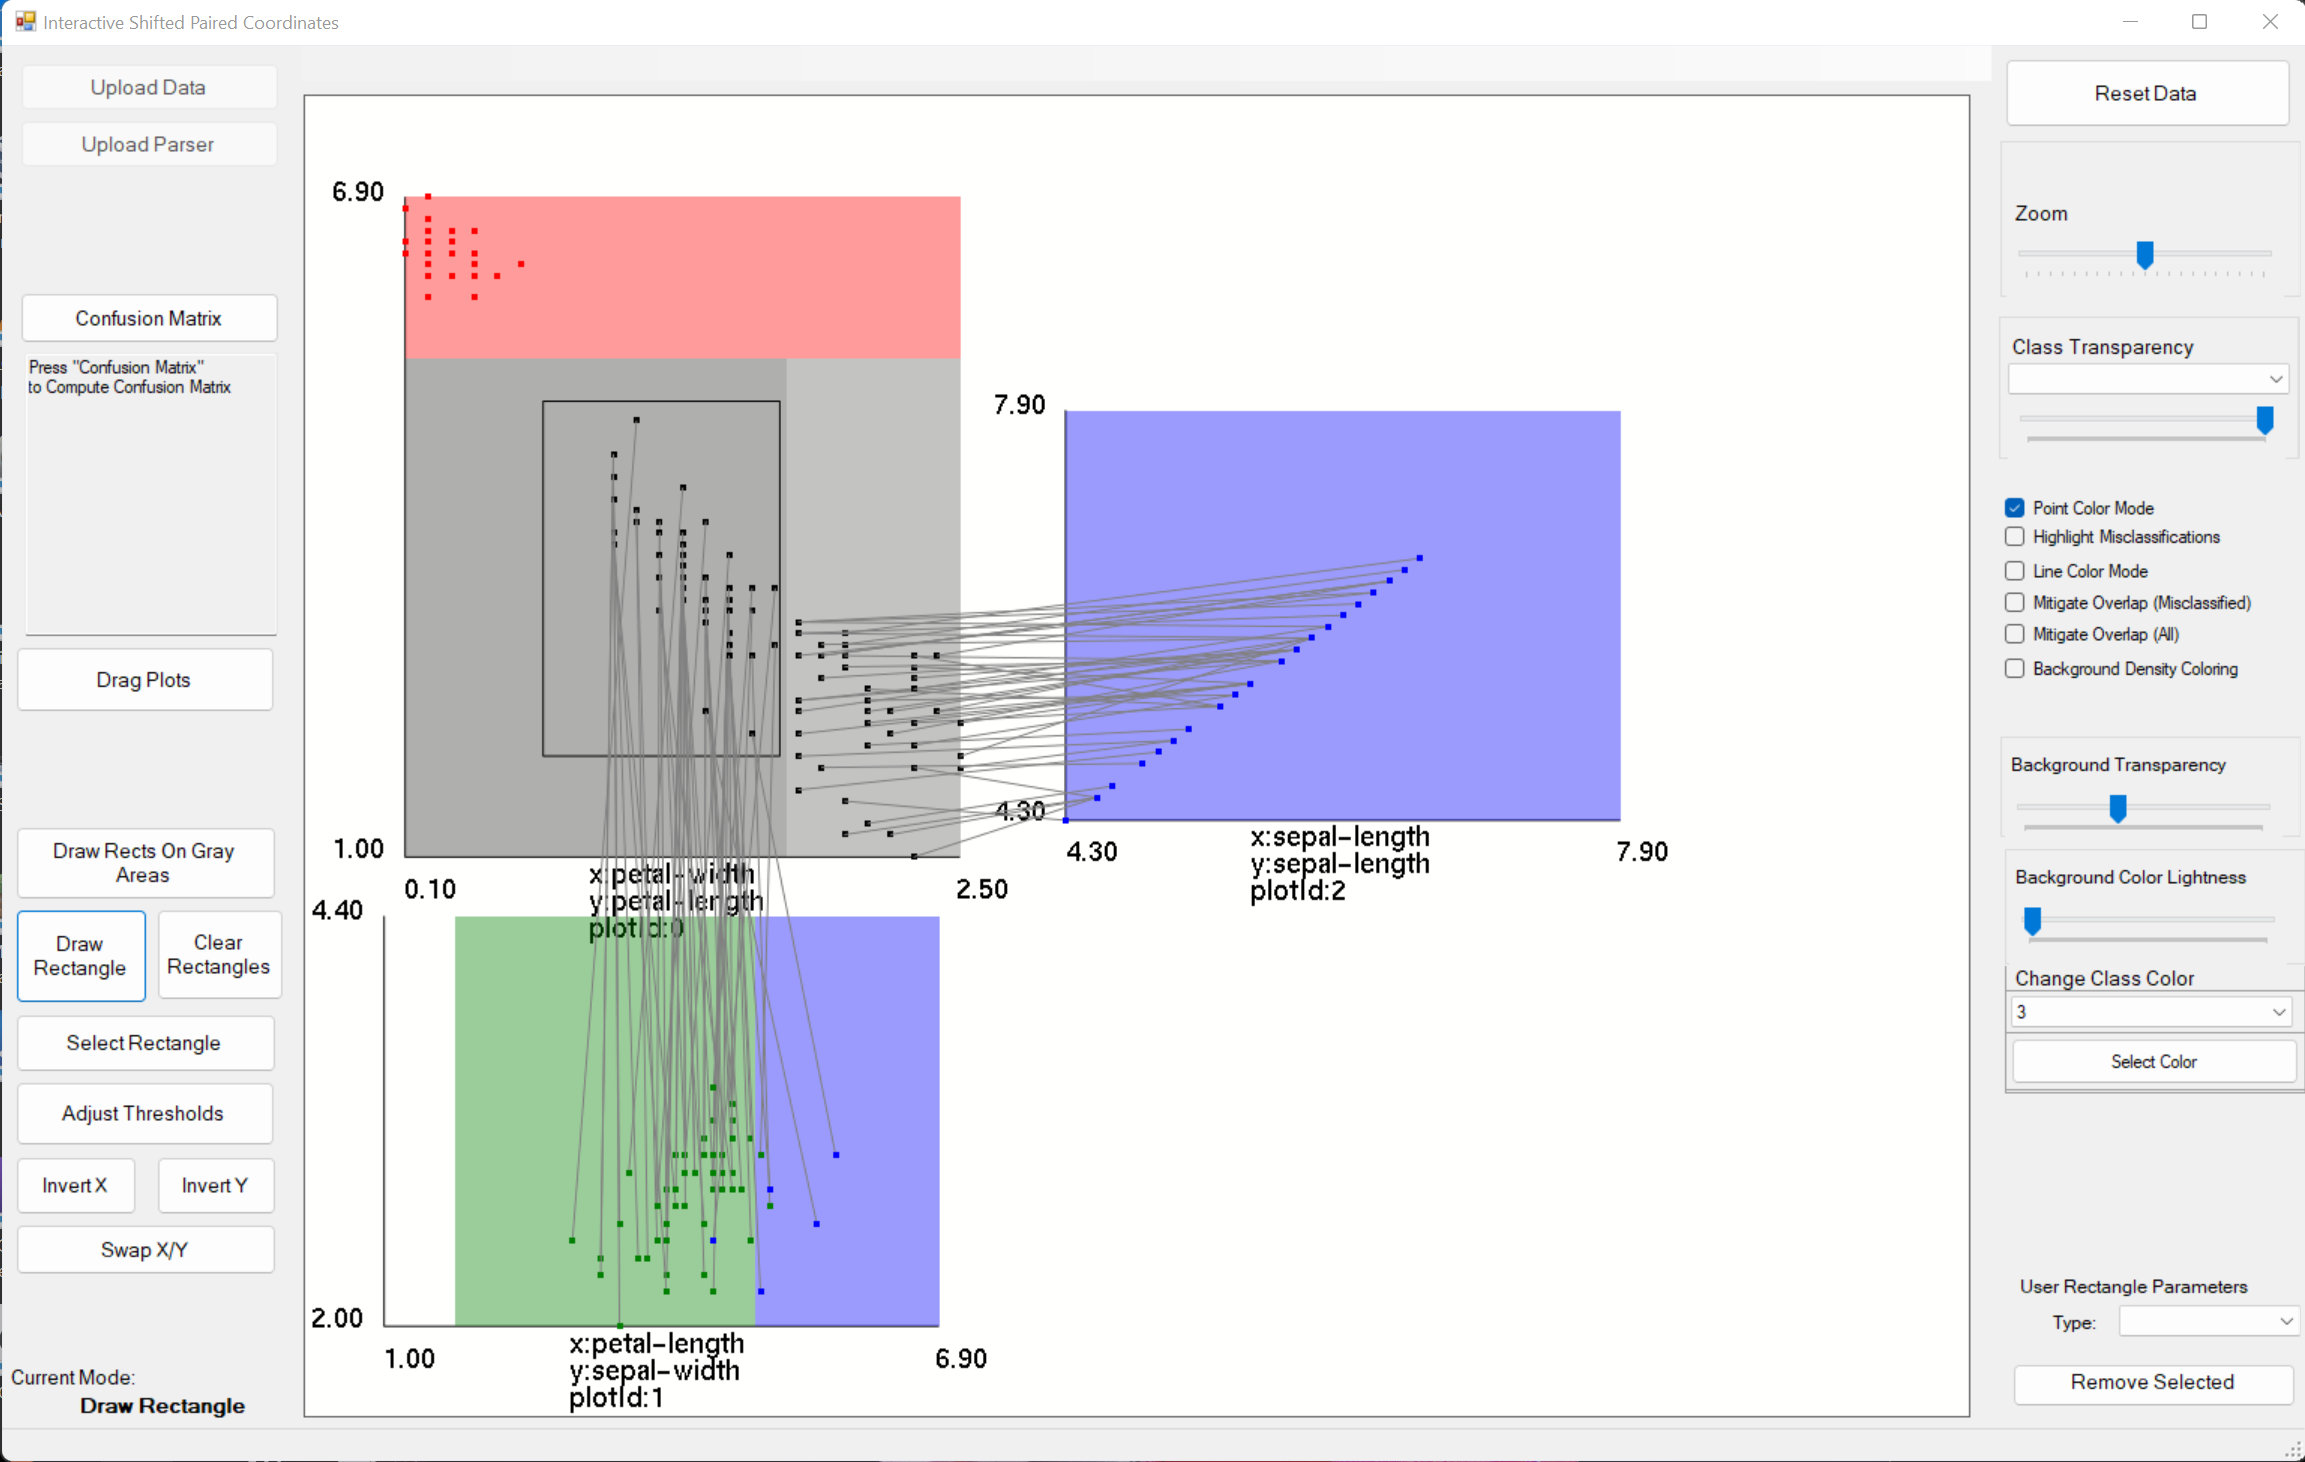 Interactive Shifted Paired Coordinates
Upload Data
Upload Parser
Confusion Matrix
Press "Confusion Matrix"
to Compute Confusion Matrix
Drag Plots
Draw Rects On Gray
Areas
Draw
Rectangle
Clear
Rectangles
Select Rectangle
Adjust Thresholds
Invert X
Invert Y
Swap X/Y
Current Mode:
Draw Rectangle
6.90
1.00
0.10
2.50
x:petal-width
y:petal-length
plotId:0
7.90
4.30
4.30
7.90
x:sepal-length
y:sepal-length
plotId:2
4.40
2.00
1.00
6.90
x:petal-length
y:sepal-width
plotId:1
Reset Data
Zoom
Class Transparency
Point Color Mode
Highlight Misclassifications
Line Color Mode
Mitigate Overlap (Misclassified)
Mitigate Overlap (All)
Background Density Coloring
Background Transparency
Background Color Lightness
Change Class Color
3
Select Color
User Rectangle Parameters
Type:
Remove Selected